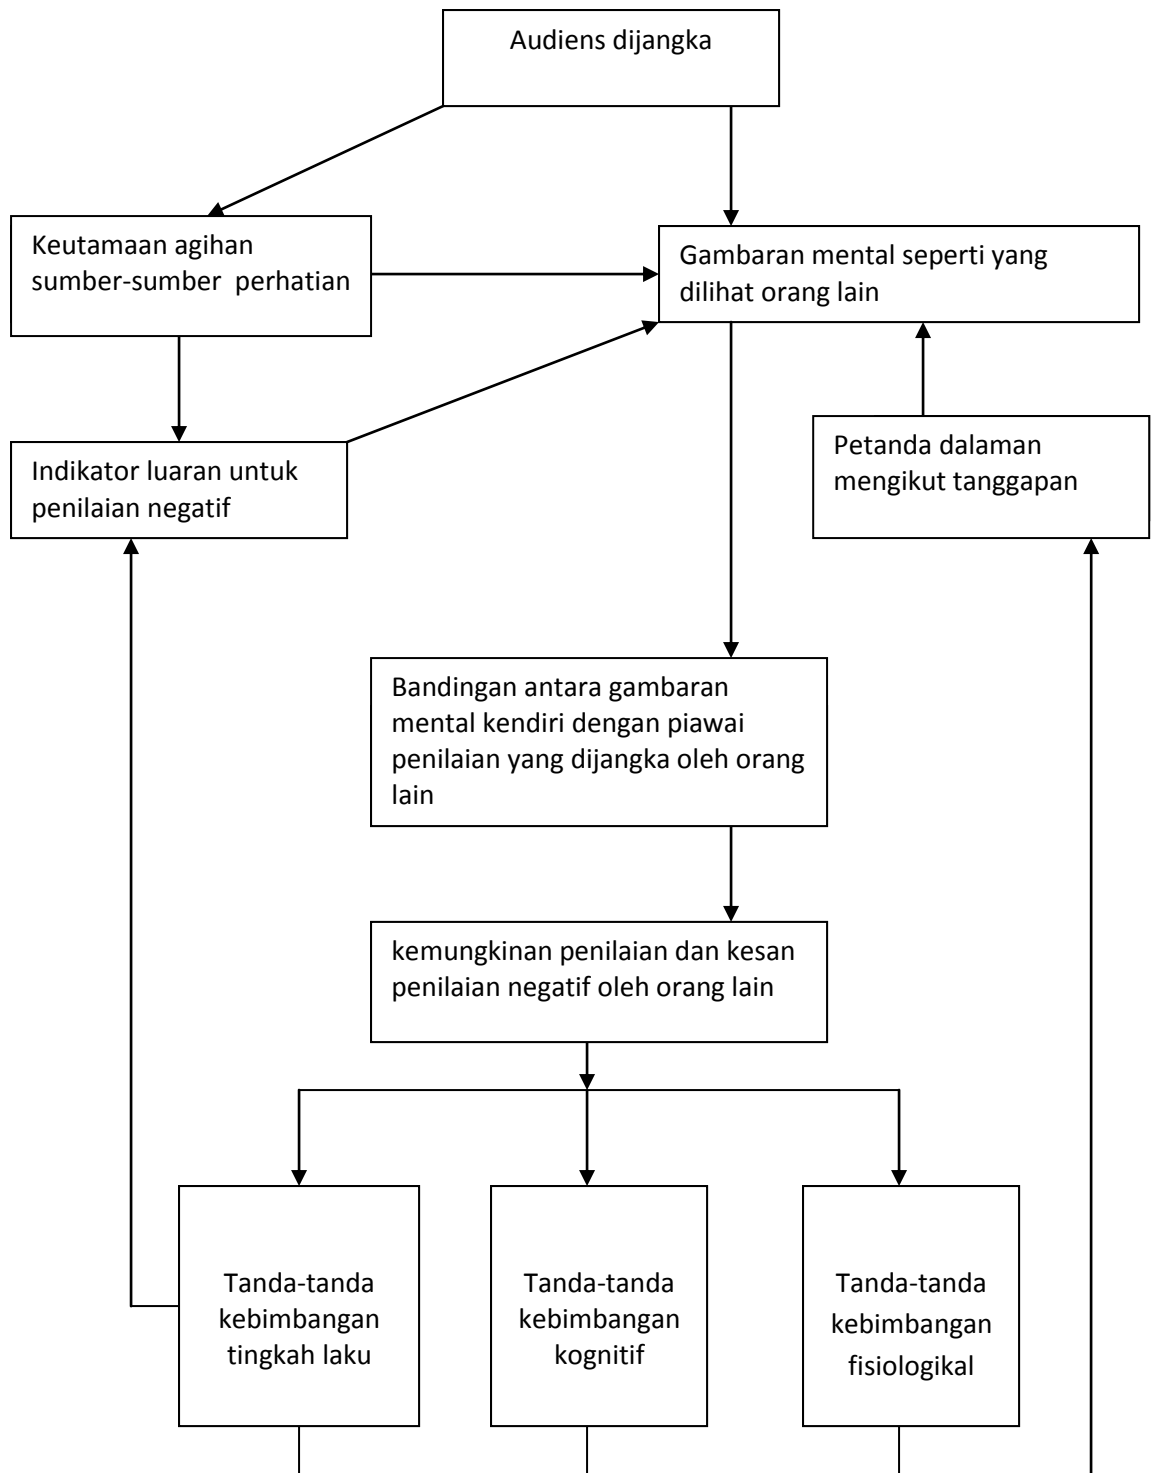 Audiens dijangka
Keutamaan agihan
sumber-sumber perhatian
Gambaran mental seperti yang
dilihat orang lain
Indikator luaran untuk
penilaian negatif
Petanda dalaman
mengikut tanggapan
Bandingan antara gambaran
mental kendiri dengan piawai
penilaian yang dijangka oleh orang
lain
kemungkinan penilaian dan kesan
penilaian negatif oleh orang lain
Tanda-tanda
kebimbangan
tingkah laku
Tanda-tanda
kebimbangan
kognitif
Tanda-tanda
kebimbangan
fisiologikal